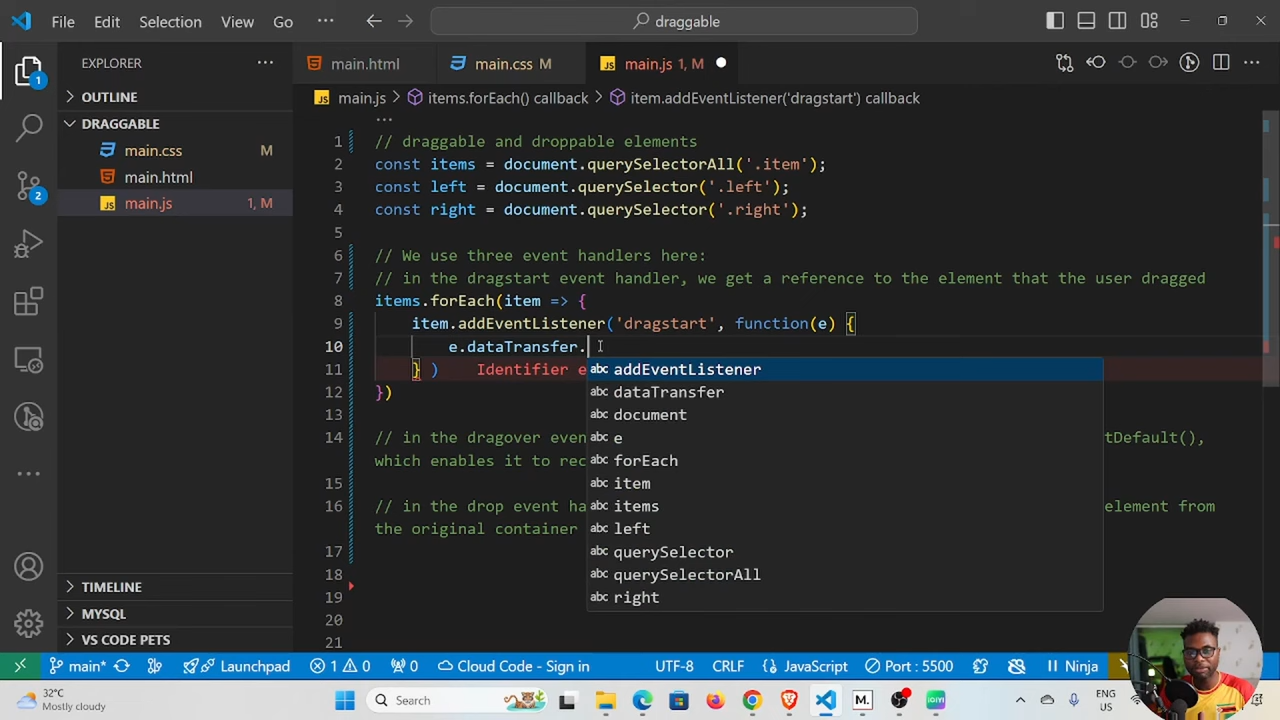 File Edit Selection View Go ··· draggable
EXPLORER ···
OUTLINE
DRAGGABLE
main.css M
main.html
main.js 1, M
TIMELINE
MYSQL
VS CODE PETS
1
2
main.html main.css M main.js 1, M
main.js > items.forEach() callback > item.addEventListener('dragstart') callback
1 // draggable and droppable elements
2 const items = document.querySelectorAll('.item');
3 const left = document.querySelector('.left');
4 const right = document.querySelector('.right');
5
6 // We use three event handlers here:
7 // in the dragstart event handler, we get a reference to the element that the user dragged
8 items.forEach(item => {
9 item.addEventListener('dragstart', function(e) {
10 e.dataTransfer.
11 } ) Identifier
12 })
13
14 // in the dragover tDefault(),
which enables it to
15
16 // in the drop event element from
the original container
17
18
19
20
21
addEventListener
dataTransfer
document
e
forEach
item
items
left
querySelector
querySelectorAll
right
main* Launchpad 1 0 0 Cloud Code - Sign in UTF-8 CRLF {} JavaScript Port : 5500 Ninja
32°C
Mostly cloudy
Search
ENG
PG